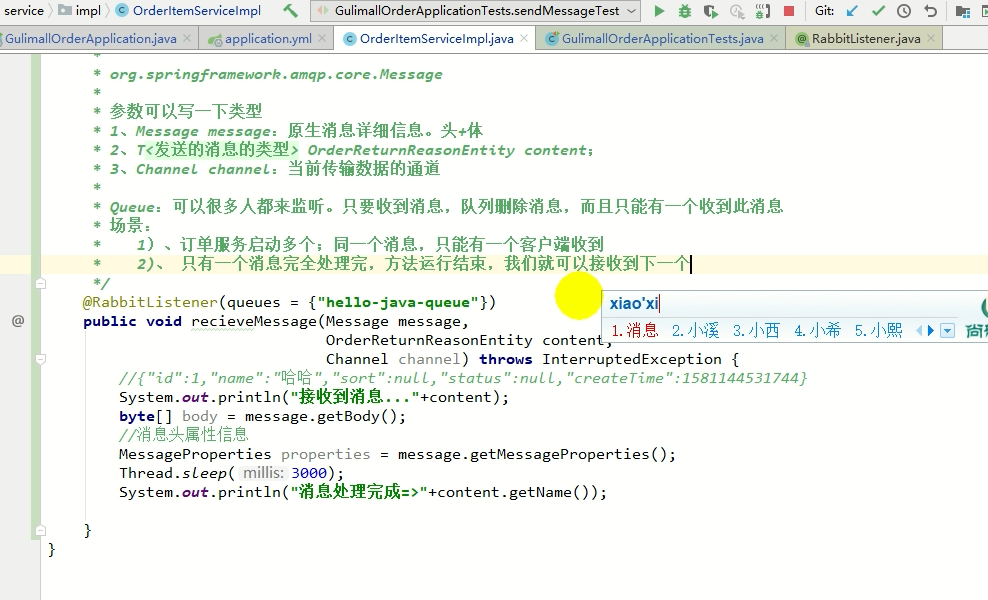 service impl OrderItemServiceImpl GulimallOrderApplicationTests.sendMessageTest Git:
GulimallOrderApplication.java application.yml OrderItemServiceImpl.java GulimallOrderApplicationTests.java RabbitListener.java
*
* org.springframework.amqp.core.Message
*
* 参数可以写一下类型
* 1、Message message：原生消息详细信息。头+体
* 2、T<发送的消息的类型> OrderReturnReasonEntity content；
* 3、Channel channel：当前传输数据的通道
*
* Queue：可以很多人都来监听。只要收到消息，队列删除消息，而且只能有一个收到此消息
* 场景：
* 1）、订单服务启动多个；同一个消息，只能有一个客户端收到
* 2)、 只有一个消息完全处理完，方法运行结束，我们就可以接收到下一个
*/
@RabbitListener(queues = {"hello-java-queue"})
xiao'xi
@ public void recieveMessage(Message message,
1.消息 2.小溪 3.小西 4.小希 5.小熙
OrderReturnReasonEntity content,
Channel channel) throws InterruptedException {
//{"id":1,"name":"哈哈","sort":null,"status":null,"createTime":1581144531744}
System.out.println("接收到消息..."+content);
byte[] body = message.getBody();
//消息头属性信息
MessageProperties properties = message.getMessageProperties();
Thread.sleep( millis: 3000);
System.out.println("消息处理完成=>"+content.getName());
}
}